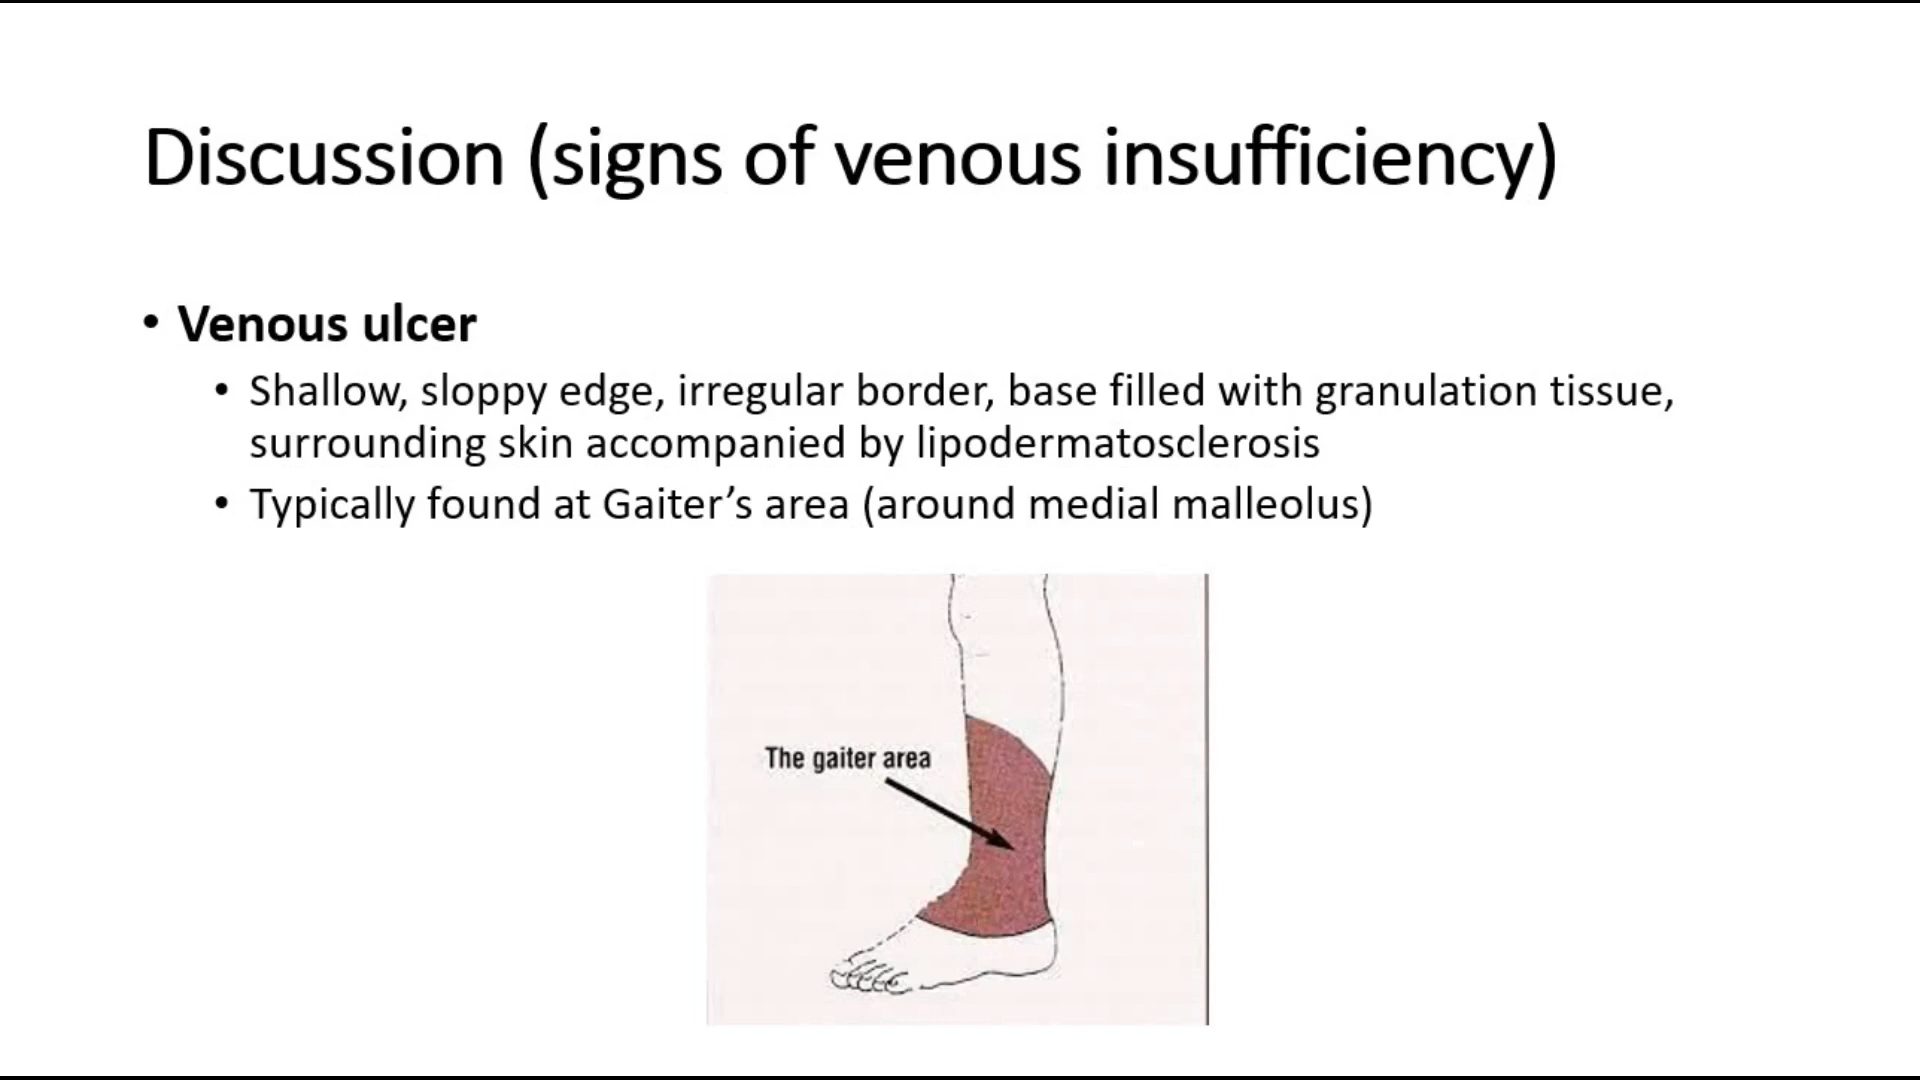 Discussion (signs of venous insufficiency)
• Venous ulcer
• Shallow, sloppy edge, irregular border, base filled with granulation tissue,
surrounding skin accompanied by lipodermatosclerosis
• Typically found at Gaiter’s area (around medial malleolus)
The gaiter area